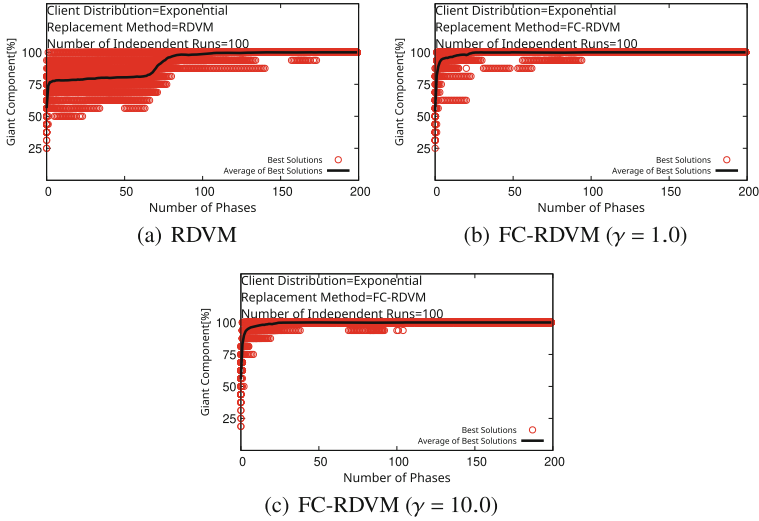 Client Distribution=Exponential
Replacement Method=RDVM
Number of Independent Runs=100
Giant Component[%]
100
75
50
25
Best Solutions
Average of Best Solutions
0 50 100 150 200
Number of Phases
(a) RDVM
Client Distribution=Exponential
Replacement Method=FC-RDVM
Number of Independent Runs=100
Giant Component[%]
100
75
50
25
Best Solutions
Average of Best Solutions
0 50 100 150 200
Number of Phases
(b) FC-RDVM (γ = 1.0)
Client Distribution=Exponential
Replacement Method=FC-RDVM
Number of Independent Runs=100
Giant Component[%]
100
75
50
25
Best Solutions
Average of Best Solutions
0 50 100 150 200
Number of Phases
(c) FC-RDVM (γ = 10.0)